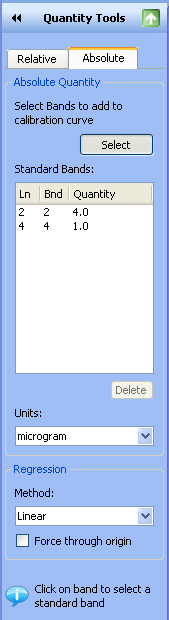 Quantity Tools
Relative
Absolute
Absolute Quantity
Select Bands to add to
calibration curve
Select
Standard Bands:
Ln Bnd Quantity
2 2 4.0
4 4 1.0
Delete
Units:
microgram
Regression
Method:
Linear
Force through origin
Click on band to select a
standard band